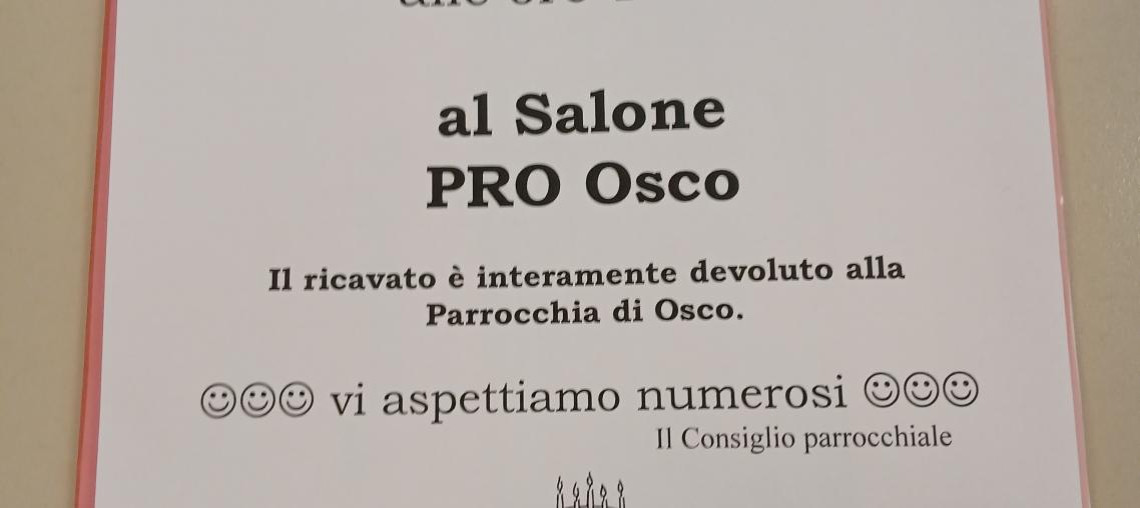 al Salone
PRO Osco
Il ricavato è interamente devoluto alla
Parrocchia di Osco.
☺☺☺ vi aspettiamo numerosi ☺☺☺
Il Consiglio parrocchiale